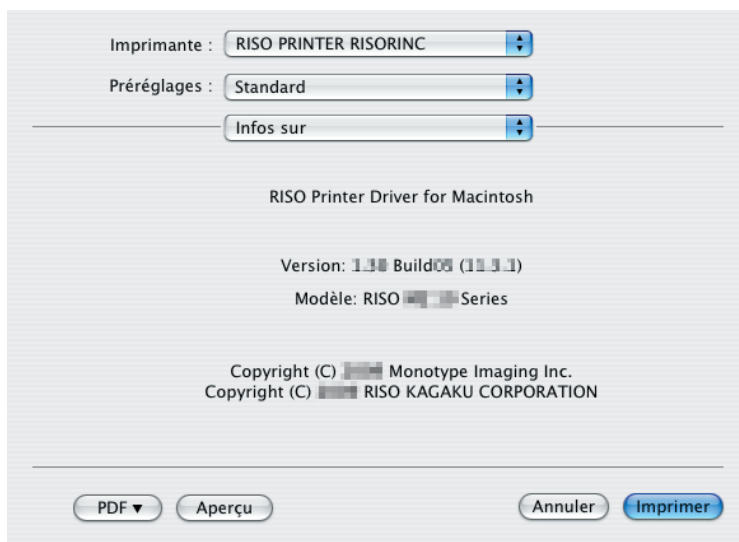 Imprimante : RISO PRINTER RISORINC
Préréglages : Standard
Infos sur
RISO Printer Driver for Macintosh
Version: Build
Modèle: RISO Series
Copyright (C) Monotype Imaging Inc.
Copyright (C) RISO KAGAKU CORPORATION
PDF▼ Aperçu Annuler Imprimer